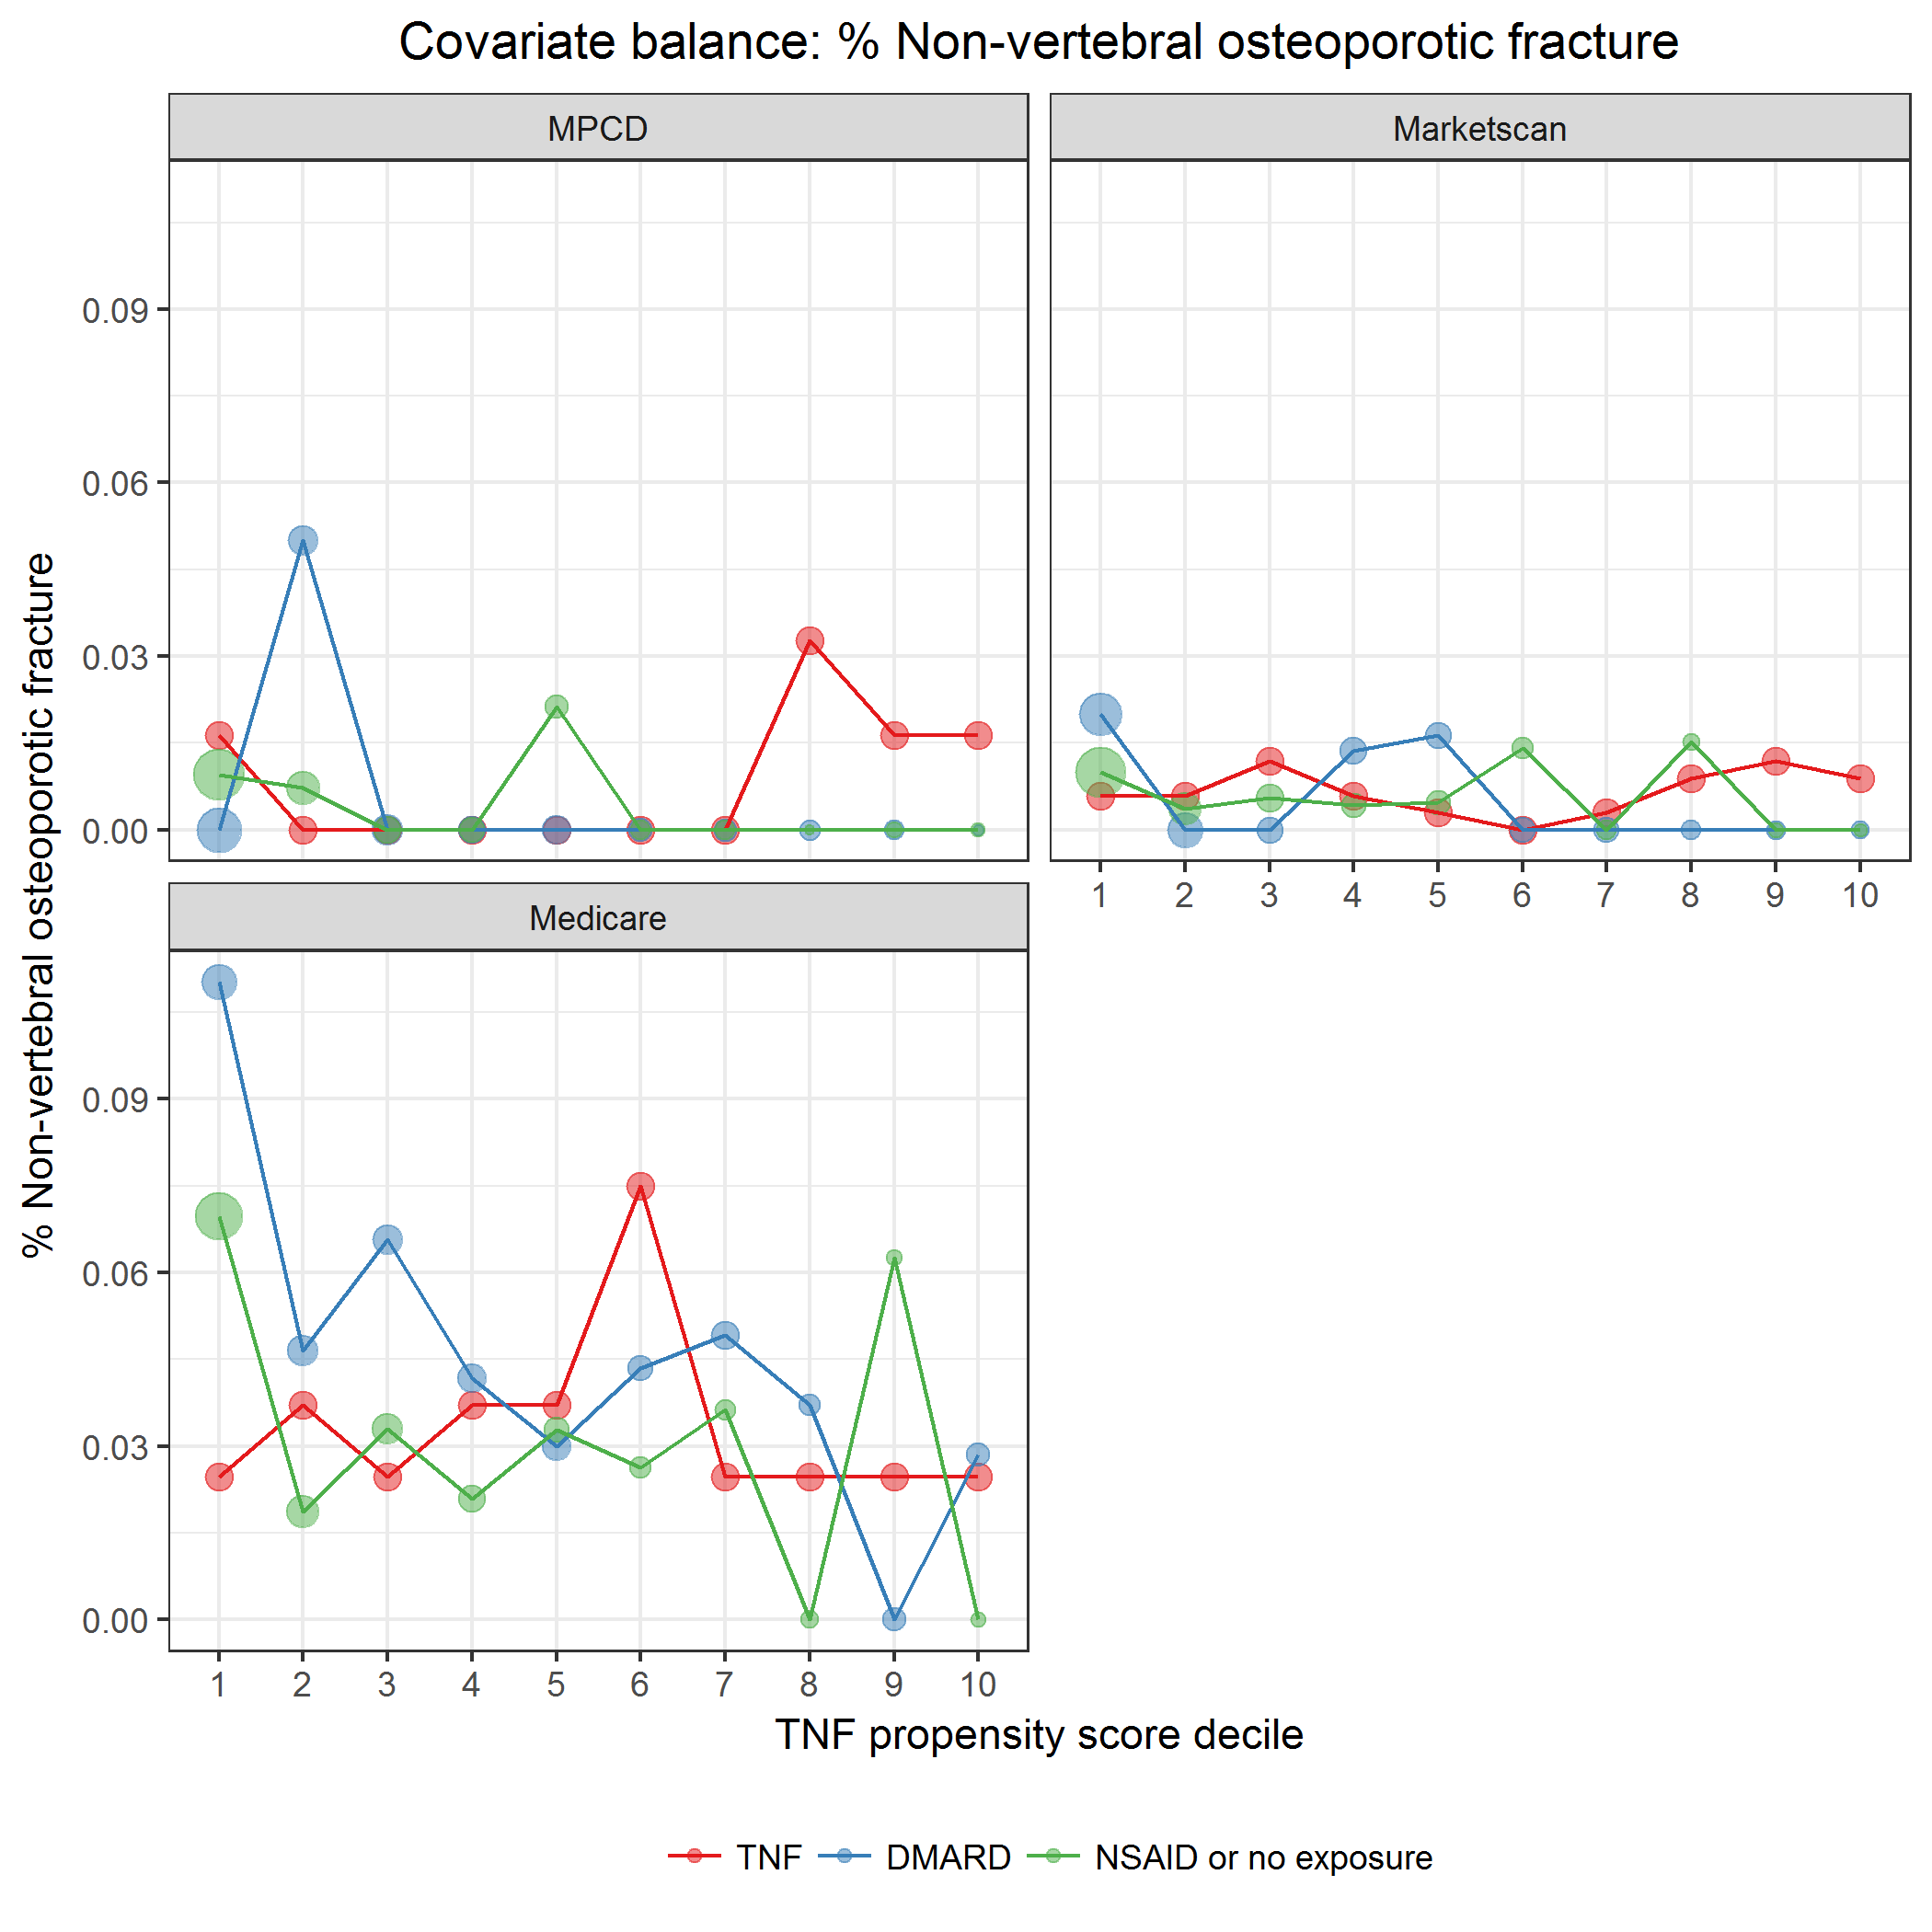 Covariate balance: % Non-vertebral osteoporotic fracture
MPCD
Marketscan
0.09
0.06
0.03
0.00
1 2 3 4 5 6 7 8 9 10
Medicare
0.09
0.06
0.03
0.00
1 2 3 4 5 6 7 8 9 10
% Non-vertebral osteoporotic fracture
TNF propensity score decile
TNF DMARD NSAID or no exposure